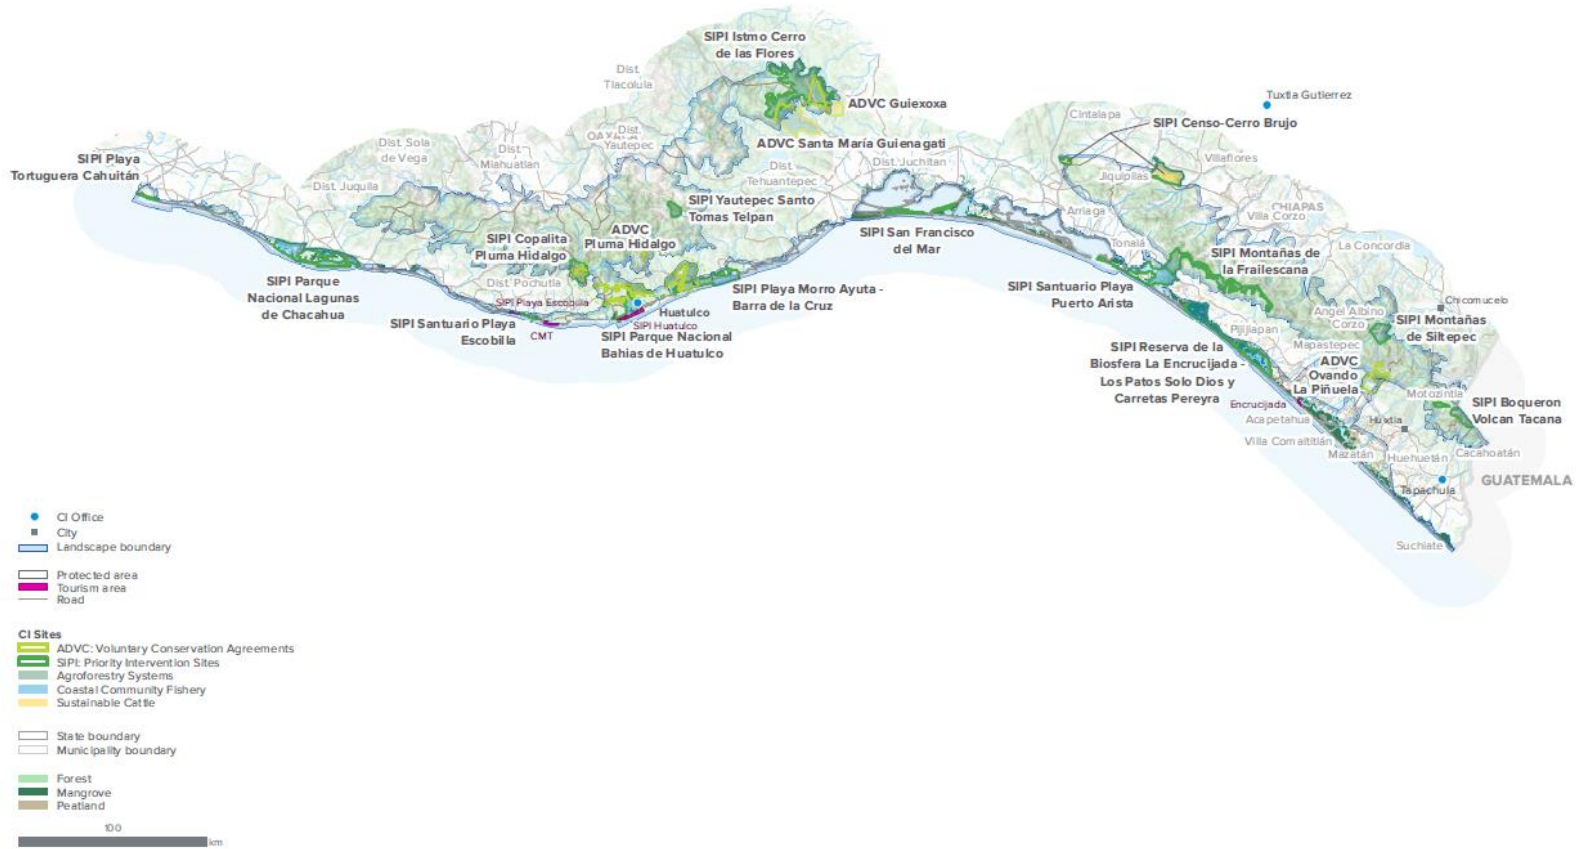 SIPI Istmo Cerro
de las Flores
Dist.
Tlacolula
Tuxtla Gutierrez
ADVC Guiexoxa
Cintalapa
SIPI Censo-Cerro Brujo
OAXACA
Dist.
Yautepec
ADVC Santa María Guienagati
Dist. Sola
de Vega
Dist.
Miahuatlan
Dist. Juchitan
Villaflores
SIPI Playa
Tortuguera Cahuitán
Dist.
Tehuantepec
Jiquipilas
Dist. Juquila
SIPI Yautepec Santo
Tomas Telpan
Arriaga
CHIAPAS
Villa Corzo
ADVC
Pluma Hidalgo
SIPI San Francisco
del Mar
SIPI Copalita
Pluma Hidalgo
Tonalá
La Concordia
SIPI Montañas de
la Frailescana
SIPI Parque
Nacional Lagunas
de Chacahua
Dist. Pochutla
SIPI Playa Morro Ayuta -
Barra de la Cruz
SIPI Santuario Playa
Puerto Arista
SIPI Playa Escobilla
Huatulco
SIPI Huatulco
Chicomucelo
Angel Albino
Corzo
SIPI Montañas
de Siltepec
SIPI Santuario Playa
Escobilla
CMT
SIPI Parque Nacional
Bahias de Huatulco
Pijijiapan
Mapastepec
SIPI Reserva de la
Biosfera La Encrucijada -
Los Patos Solo Dios y
Carretas Pereyra
ADVC
Ovando
La Piñuela
Motozintla
Encrucijada
Acapetahua
Huixtla
SIPI Boqueron
Volcan Tacana
Villa Comaltitlán
Mazatán
Huehuetán
Cacahoatán
GUATEMALA
Tapachula
Suchiate
CI Office
City
Landscape boundary
Protected area
Tourism area
Road
CI Sites
ADVC: Voluntary Conservation Agreements
SIPI: Priority Intervention Sites
Agroforestry Systems
Coastal Community Fishery
Sustainable Cattle
State boundary
Municipality boundary
Forest
Mangrove
Peatland
100
km